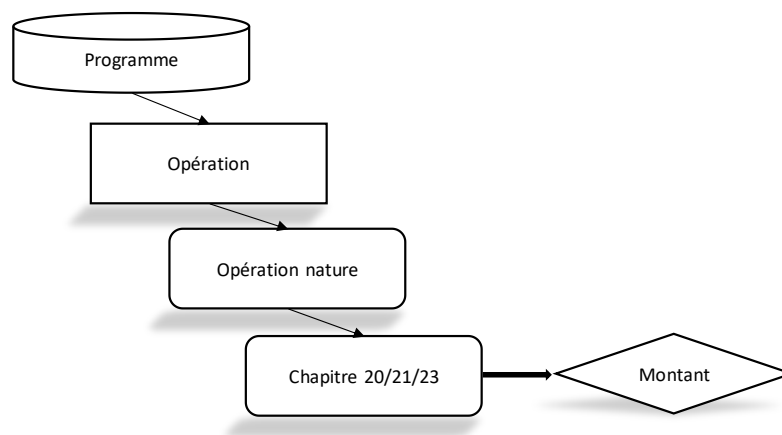 Programme
Opération
Opération nature
Chapitre 20/21/23
Montant